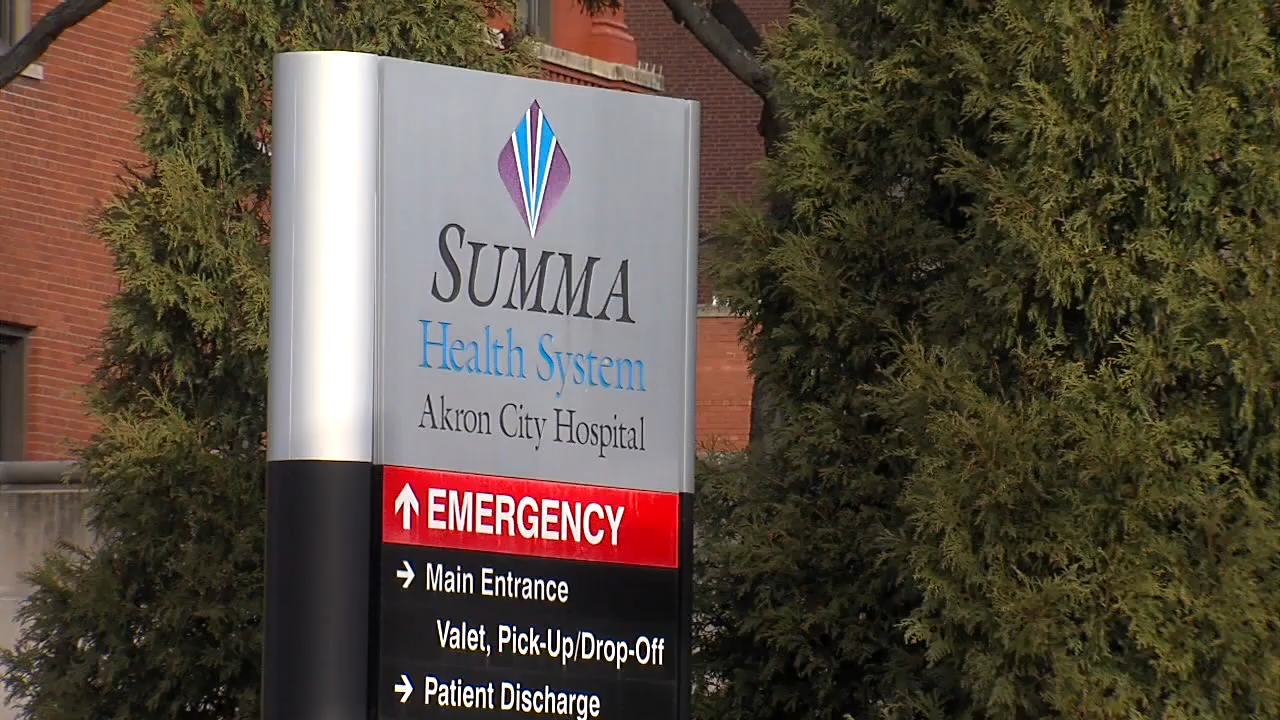 SUMMA
Health System
Akron City Hospital
↑ EMERGENCY
→ Main Entrance
Valet, Pick-Up/Drop-Off
→ Patient Discharge